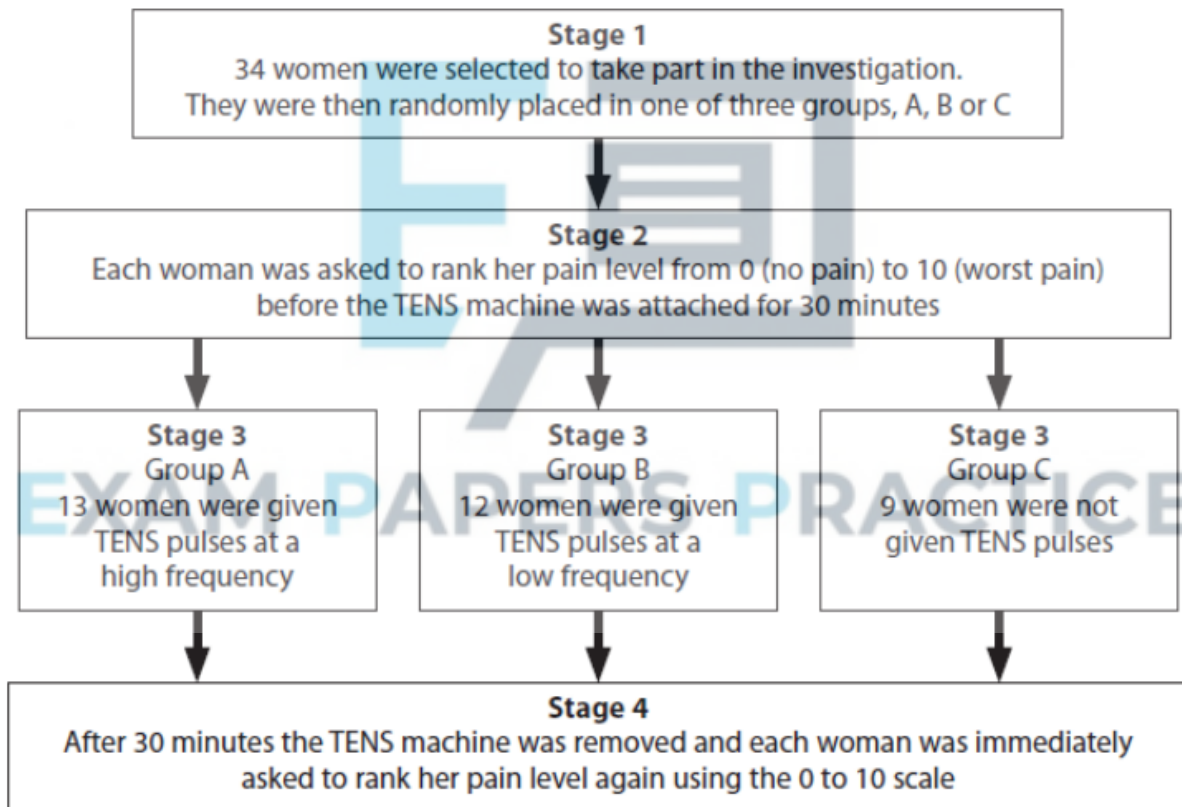 Stage 1
34 women were selected to take part in the investigation.
They were then randomly placed in one of three groups, A, B or C
Stage 2
Each woman was asked to rank her pain level from 0 (no pain) to 10 (worst pain)
before the TENS machine was attached for 30 minutes
Stage 3
Group A
13 women were given
TENS pulses at a
high frequency
Stage 3
Group B
12 women were given
TENS pulses at a
low frequency
Stage 3
Group C
9 women were not
given TENS pulses
EXAM PAPERS PRACTICE
Stage 4
After 30 minutes the TENS machine was removed and each woman was immediately
asked to rank her pain level again using the 0 to 10 scale